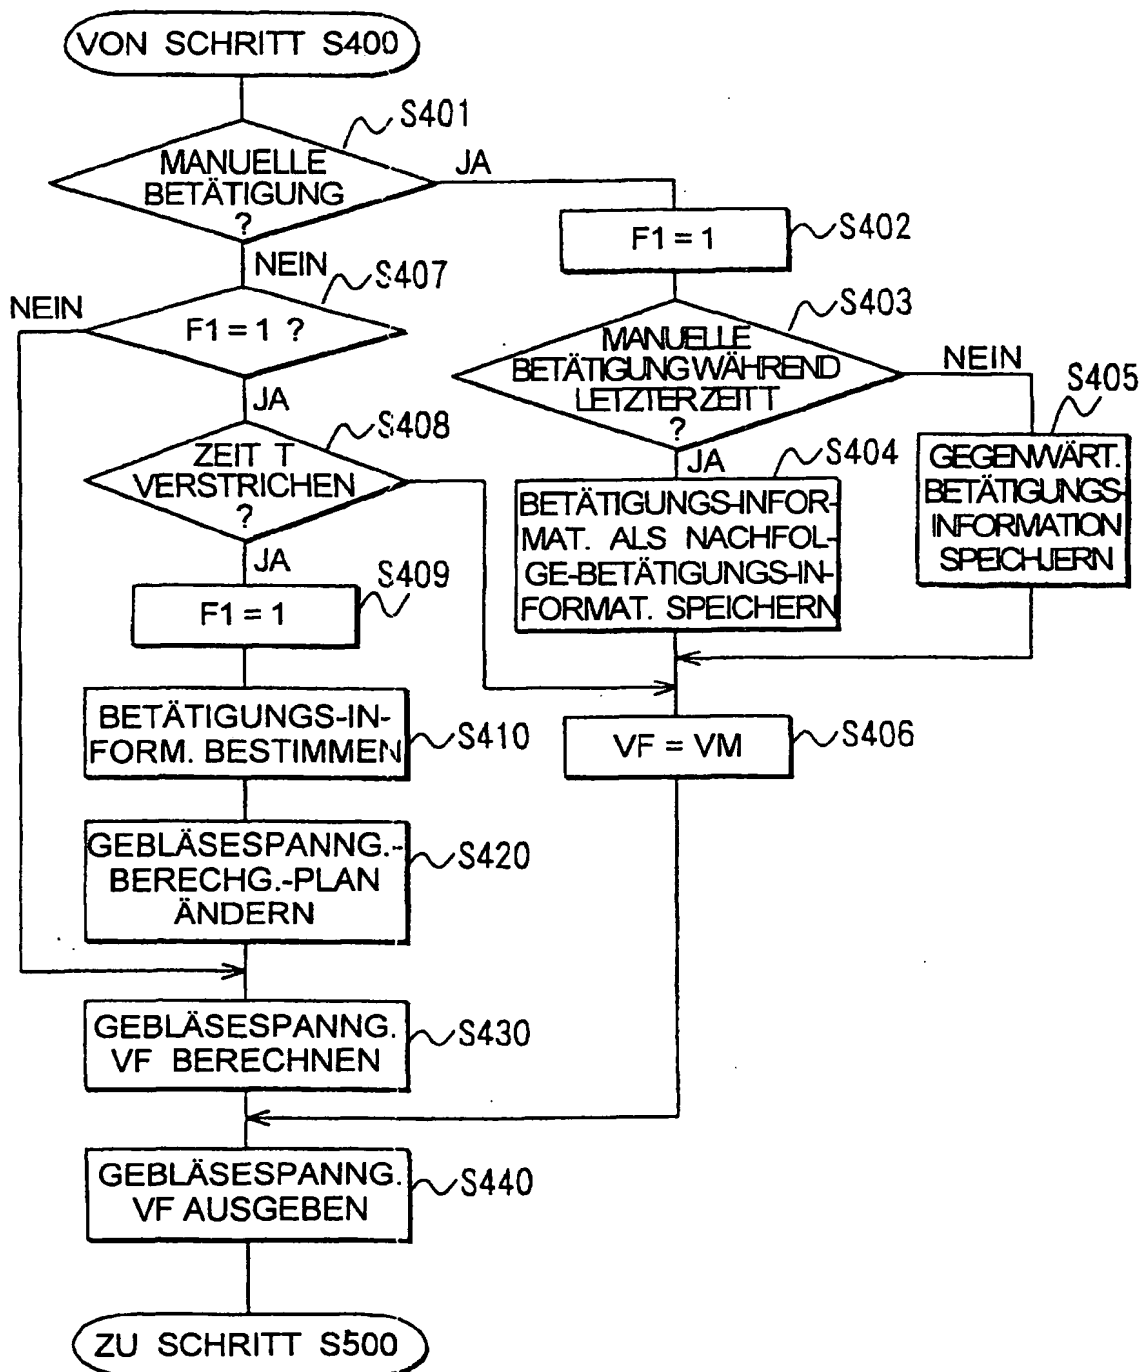 VON SCHRITT S400
S401
MANUELLE
BETÄTIGUNG
?
JA
NEIN
F1 = 1
S402
S407
NEIN
F1 = 1 ?
JA
S403
MANUELLE
BETÄTIGUNG WÄHREND
LETZTER ZEIT T
?
NEIN
JA
S405
GEGENWÄRT.
BETÄTIGUNGS-
INFORMATION
SPEICHJERN
S408
ZEIT T
VERSTRICHEN
?
JA
S404
BETÄTIGUNGS-INFOR-
MAT. ALS NACHFOL-
GE-BETÄTIGUNGS-IN-
FORMAT. SPEICHERN
S409
F1 = 1
BETÄTIGUNGS-IN-
FORM. BESTIMMEN
S410
VF = VM
S406
GEBLÄSESPANNG.-
BERECHG.-PLAN
ÄNDERN
S420
GEBLÄSESPANNG.
VF BERECHNEN
S430
GEBLÄSESPANNG.
VF AUSGEBEN
S440
ZU SCHRITT S500